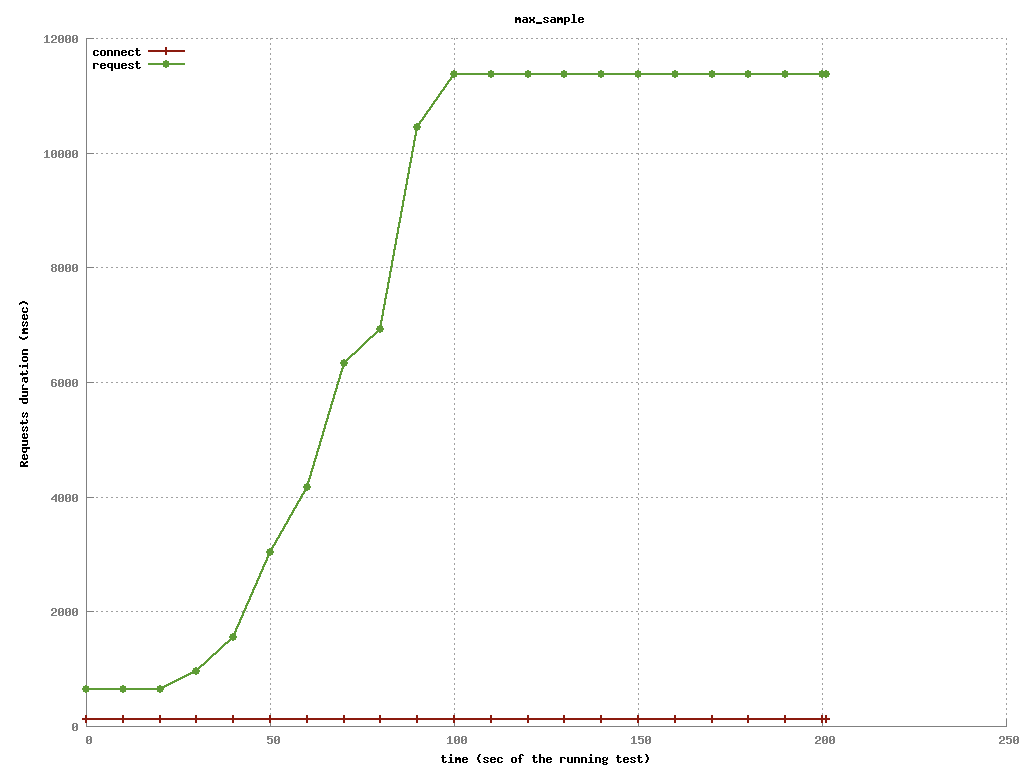 max_sample
12000
connect
request
10000
8000
6000
4000
2000
0
Requests duration (msec)
0 50 100 150 200 250
time (sec of the running test)